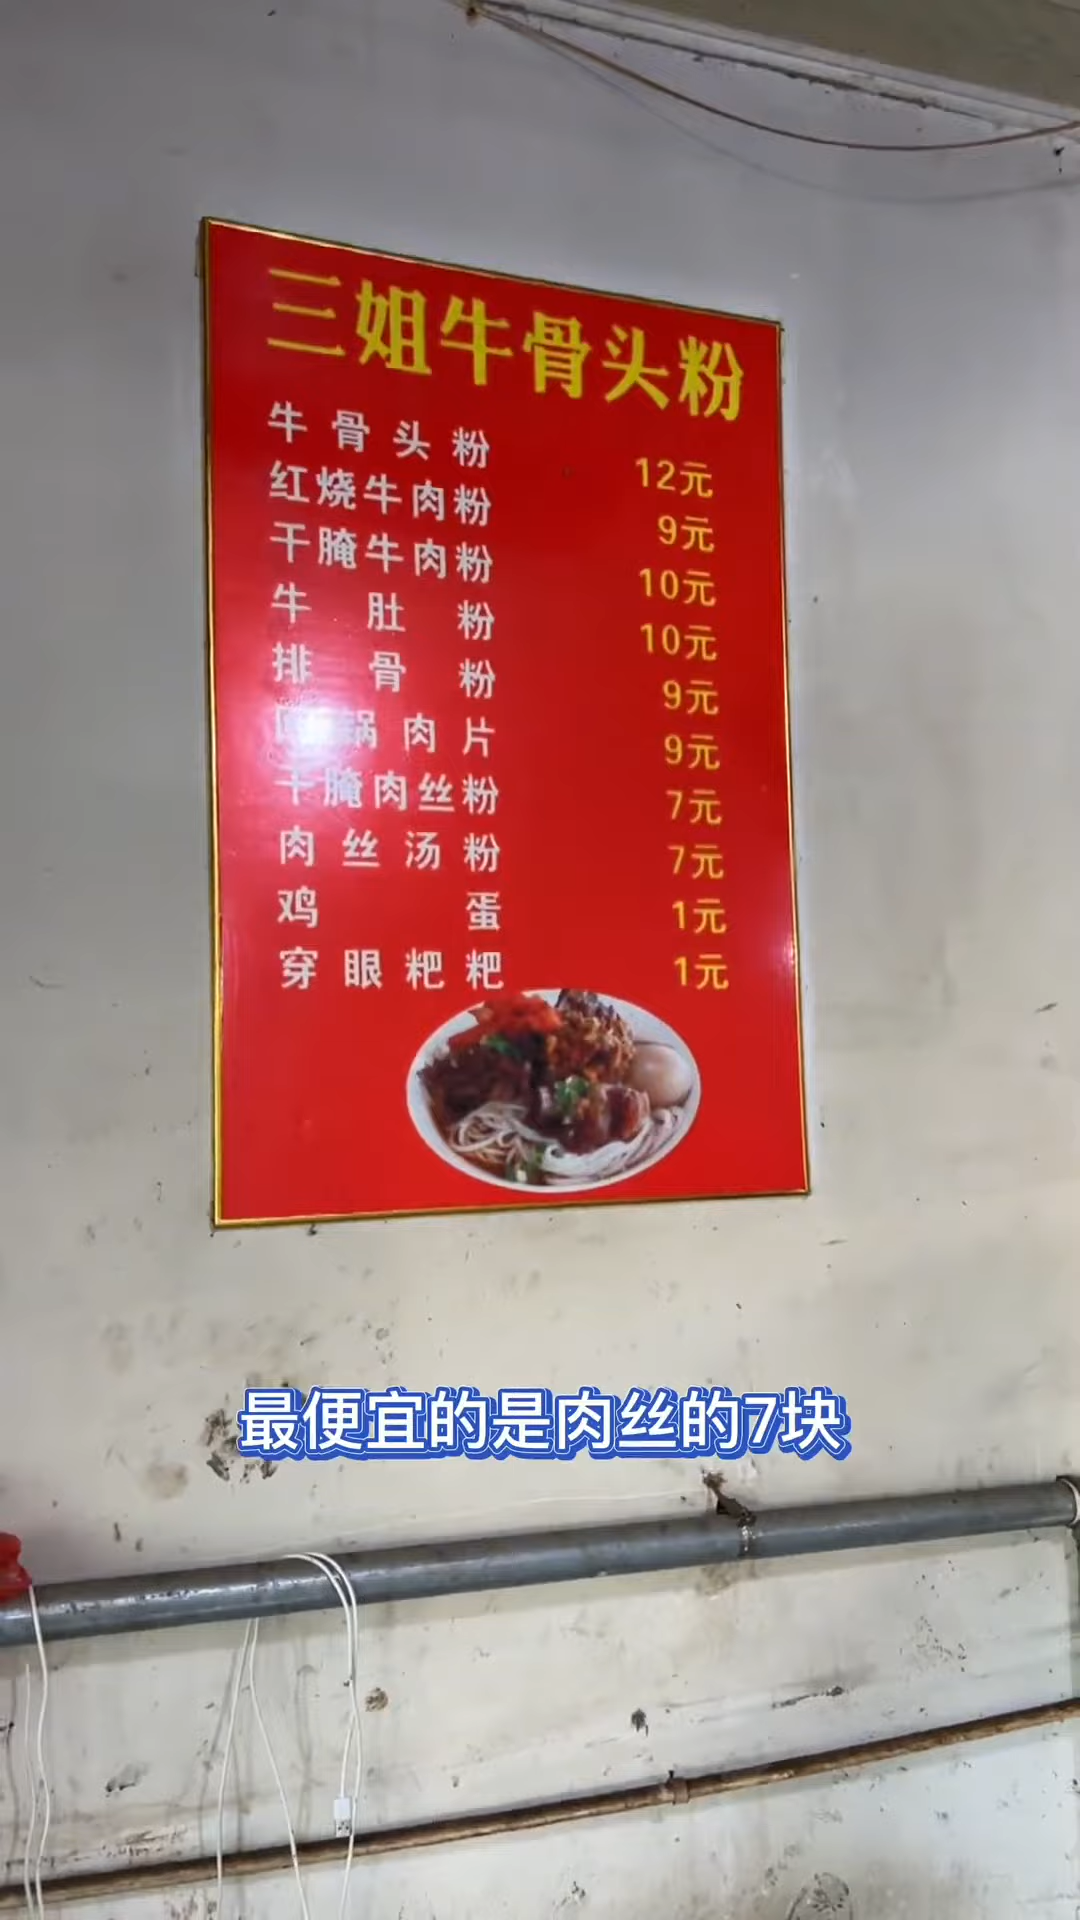 三姐牛骨头粉
牛骨头粉 12元
红烧牛肉粉 9元
干腌牛肉粉 10元
牛肚粉 10元
排骨粉 9元
锅肉片 9元
干腌肉丝粉 7元
肉丝汤粉 7元
鸡蛋 1元
穿眼粑粑 1元
最便宜的是肉丝的7块